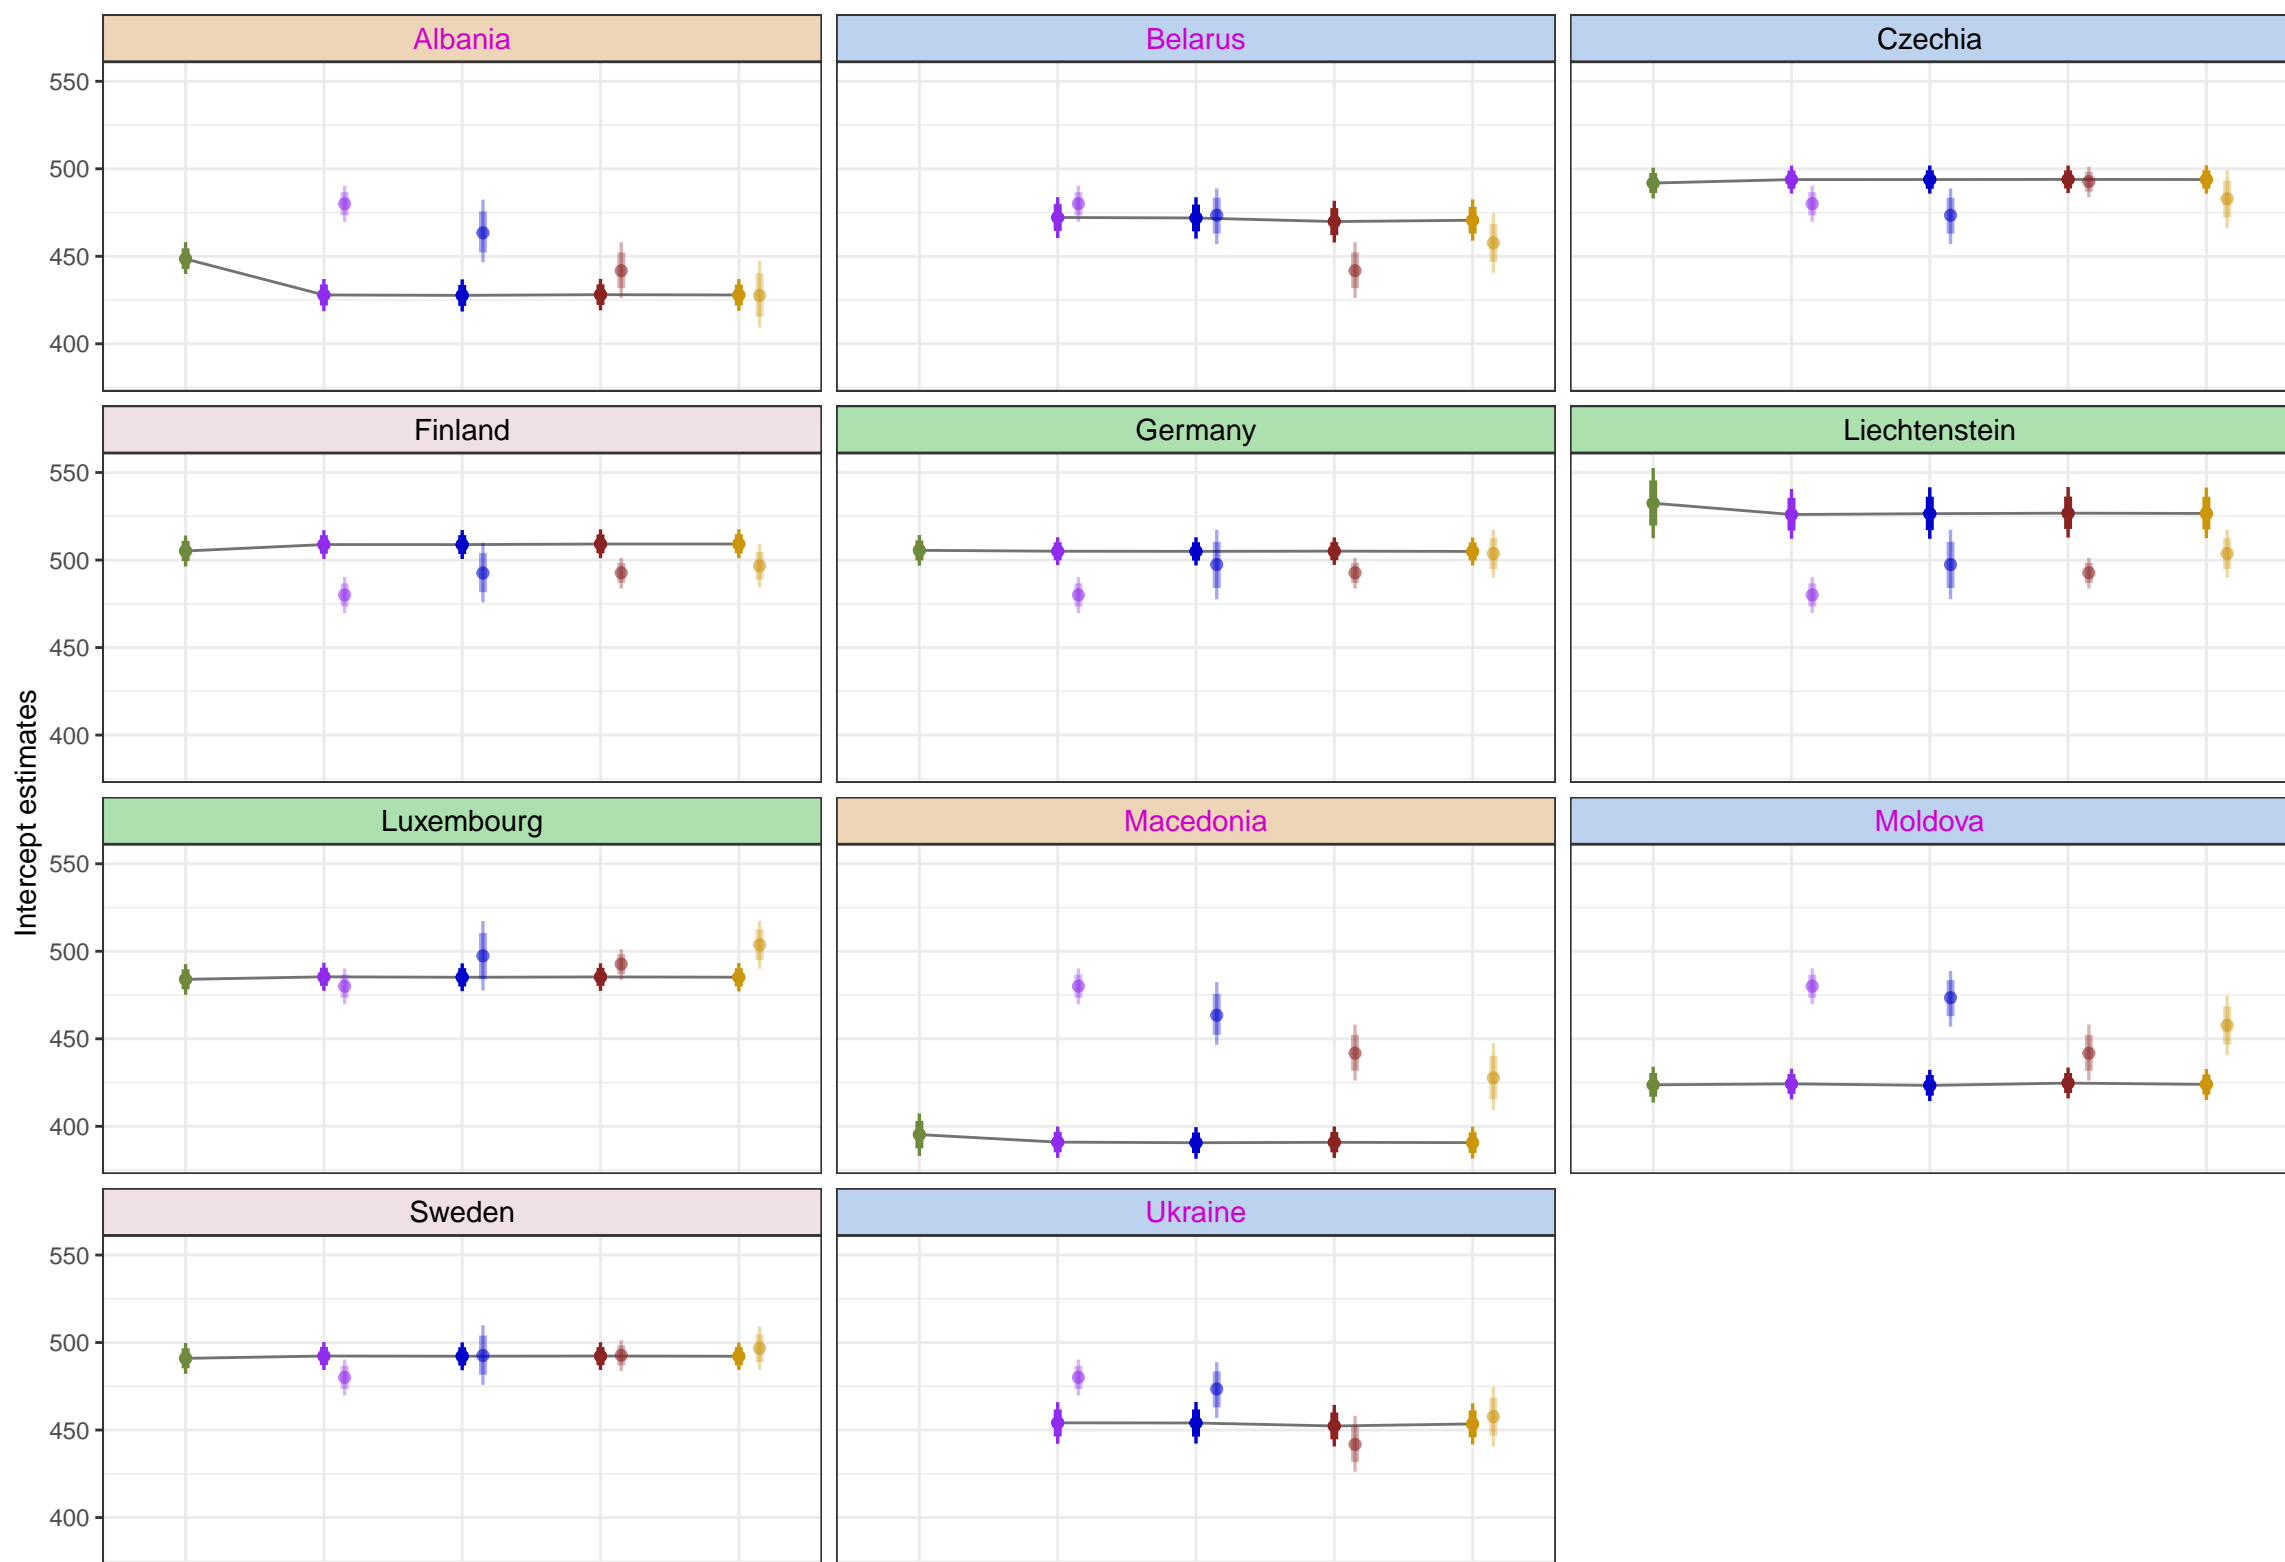 Albania
Belarus
Czechia
550
500
450
400
Finland
Germany
Liechtenstein
550
500
450
400
Intercept estimates
Luxembourg
Macedonia
Moldova
550
500
450
400
Sweden
Ukraine
550
500
450
400